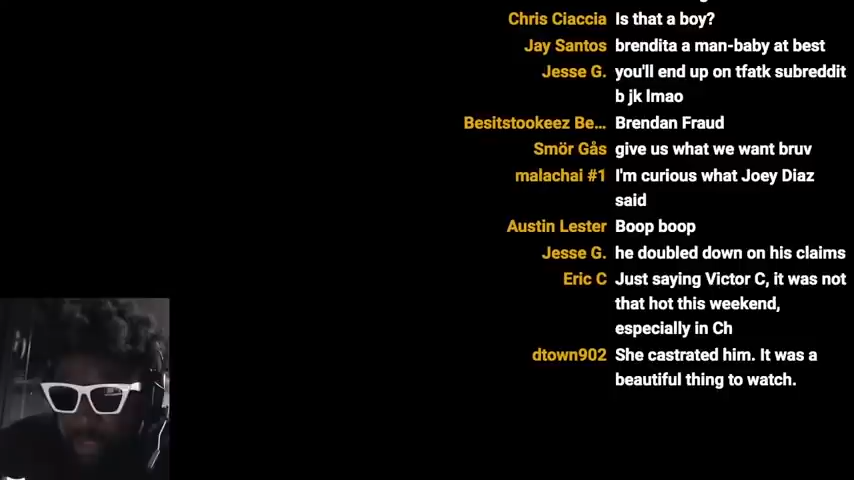 Chris Ciaccia Is that a boy?
Jay Santos brendita a man-baby at best
Jesse G. you'll end up on tfatk subreddit
b jk lmao
Besitstookeez Be... Brendan Fraud
Smör Gås give us what we want bruv
malachai #1 I'm curious what Joey Diaz
said
Austin Lester Boop boop
Jesse G. he doubled down on his claims
Eric C Just saying Victor C, it was not
that hot this weekend,
especially in Ch
dtown902 She castrated him. It was a
beautiful thing to watch.